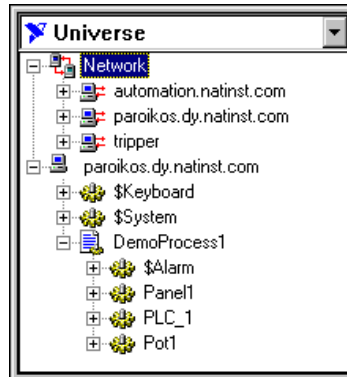 Universe
Network
automation.natinst.com
paroikos.dy.natinst.com
tripper
paroikos.dy.natinst.com
$Keyboard
$System
DemoProcess1
$Alarm
Panel1
PLC_1
Pot1